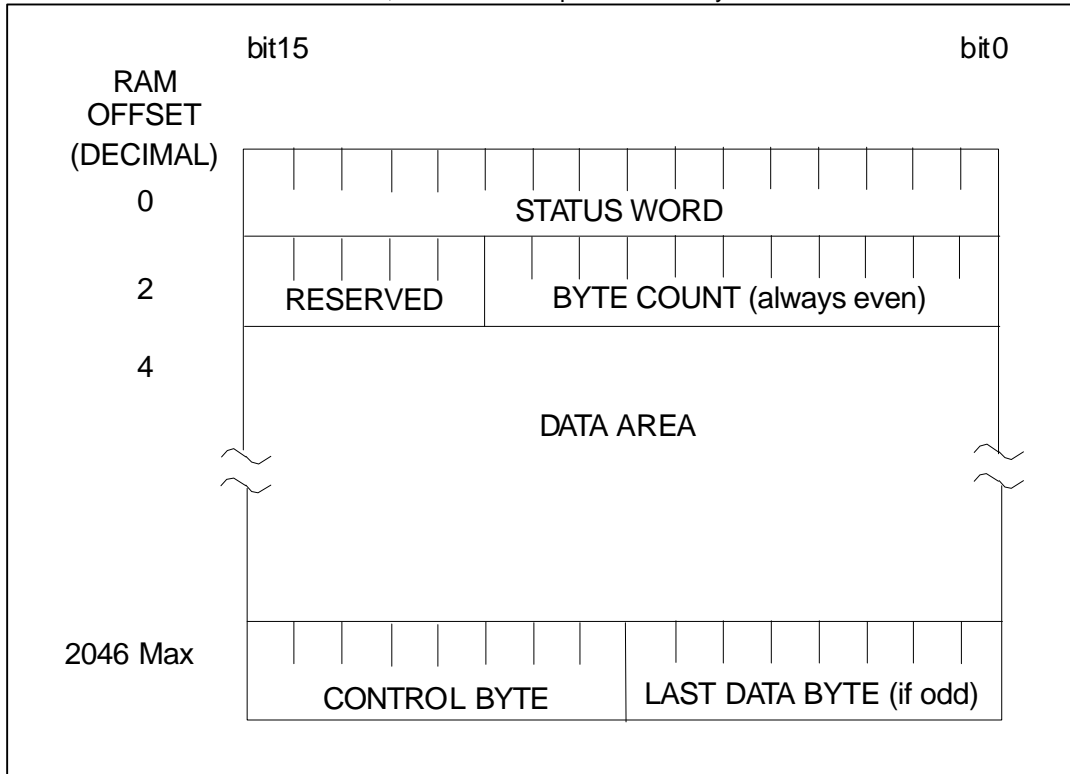 bit15 bit0
RAM
OFFSET
(DECIMAL)
0 STATUS WORD
2 RESERVED BYTE COUNT (always even)
4
DATA AREA
2046 Max
CONTROL BYTE LAST DATA BYTE (if odd)